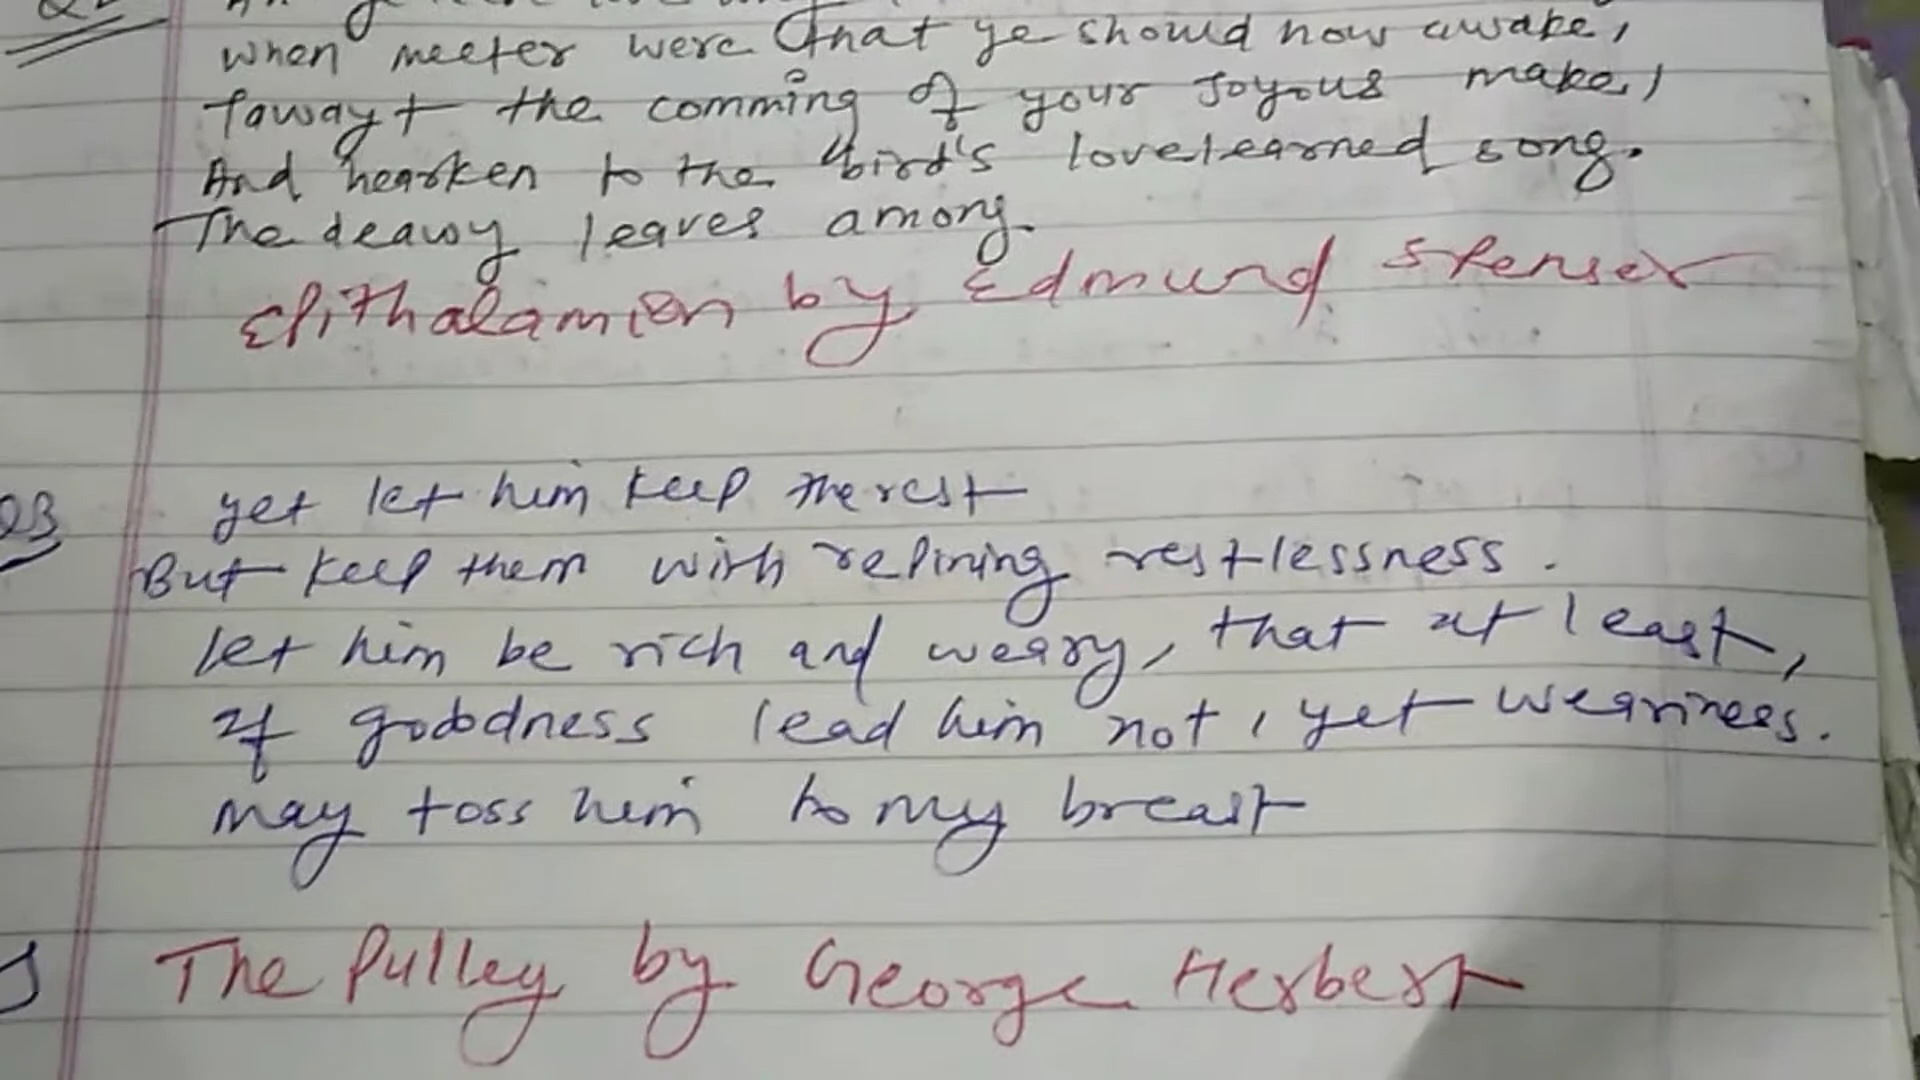 Q2
when meeter were that ye should now awake,
Tawayt the comming of your Joyous make,
And hearken to the bird's lovelearned song.
The deawy leaves among.
Epithalamion by Edmund Spenser
Q3 yet let him keep the rest
But keep them with repining restlessness.
let him be rich and weary, that at least,
If goodness lead him not, yet wearinees.
may toss him to my breast
The Pulley by George Herbert